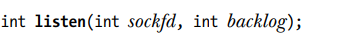 int listen(int sockfd, int backlog);